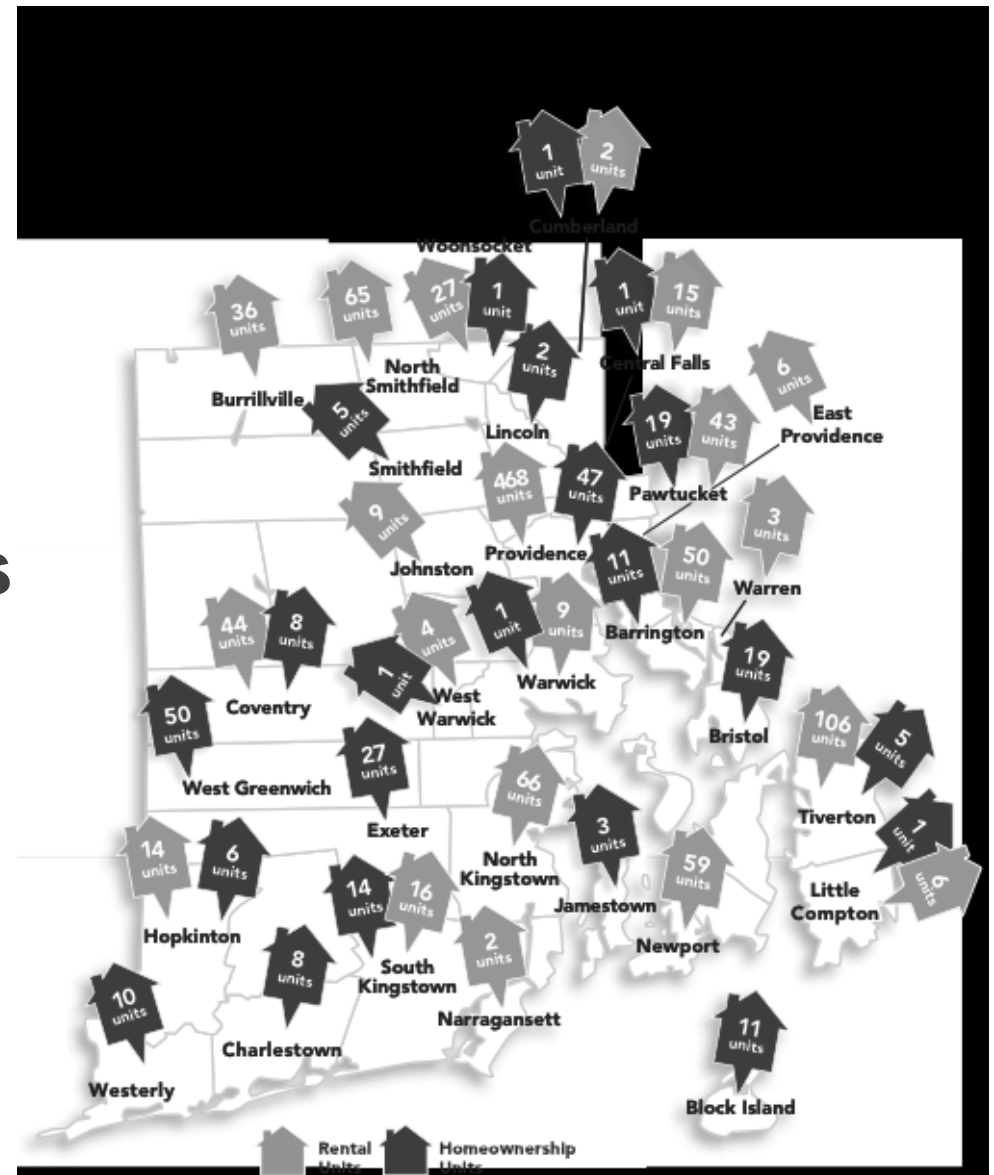 s
1
unit
2
units
Cumberland
Woonsocket
36
units
65
units
27
units
1
unit
1
unit
15
units
2
units
Central Falls
6
units
North
Smithfield
Burrillville
5
units
Lincoln
19
units
43
units
East
Providence
Smithfield
468
units
47
units
Pawtucket
9
units
3
units
Johnston
Providence
11
units
50
units
Warren
44
units
8
units
4
units
1
unit
9
units
Barrington
19
units
1
unit
West
Warwick
Warwick
Coventry
50
units
Bristol
106
units
5
units
27
units
West Greenwich
66
units
Exeter
Tiverton
3
units
1
unit
14
units
6
units
North
Kingstown
59
units
6
units
14
units
16
units
Jamestown
Little
Compton
Hopkinton
Newport
8
units
South
Kingstown
2
units
10
units
Narragansett
11
units
Charlestown
Westerly
Block Island
Rental
Units
Homeownership
Units